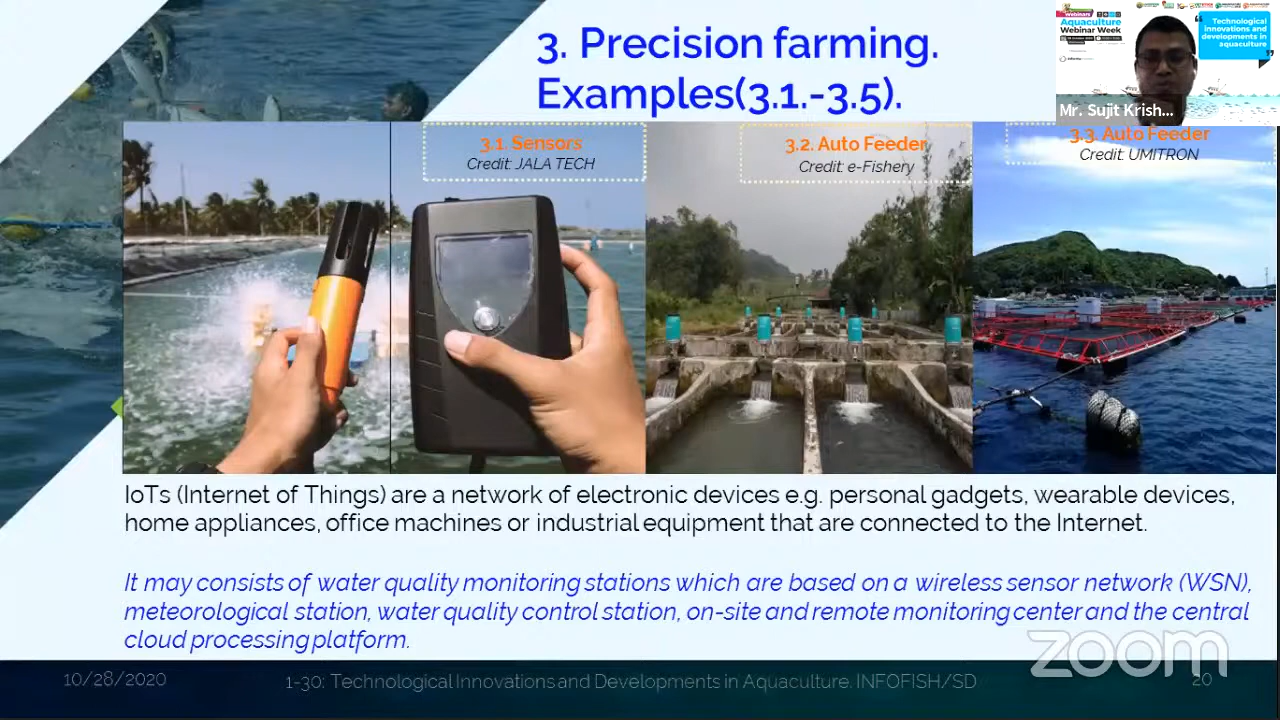 3. Precision farming.
Examples(3.1.-3.5).
Webinars
Aquaculture
Webinar Week
Technological
Innovations and
developments in
aquaculture
Mr. Sujit Krish...
3.1. Sensors
Credit: JALA TECH
3.2. Auto Feeder
Credit: e-Fishery
3.3. Auto Feeder
Credit: UMITRON
IoTs (Internet of Things) are a network of electronic devices e.g. personal gadgets, wearable devices,
home appliances, office machines or industrial equipment that are connected to the Internet.
It may consists of water quality monitoring stations which are based on a wireless sensor network (WSN),
meteorological station, water quality control station, on-site and remote monitoring center and the central
cloud processing platform.
zoom
10/28/2020
1-30: Technological Innovations and Developments in Aquaculture. INFOFISH/SD
20